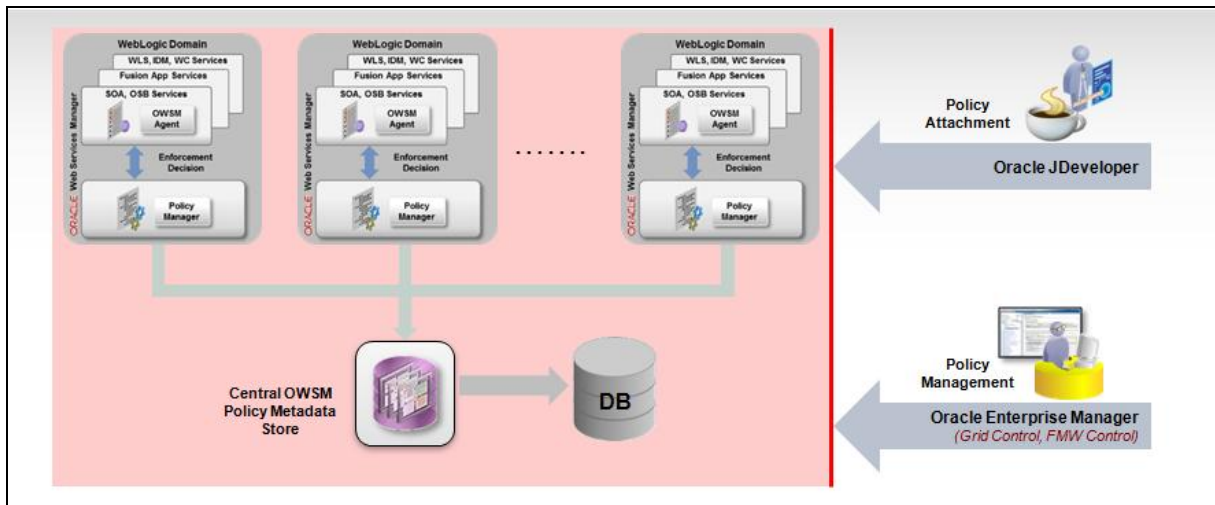 WebLogic Domain
WLS, IDM, WC Services
Fusion App Services
SOA, OSB Services
OWSM
Agent
Enforcement
Decision
Policy
Manager
ORACLE Web Services Manager
WebLogic Domain
WLS, IDM, WC Services
Fusion App Services
SOA, OSB Services
OWSM
Agent
Enforcement
Decision
Policy
Manager
ORACLE Web Services Manager
.......
WebLogic Domain
WLS, IDM, WC Services
Fusion App Services
SOA, OSB Services
OWSM
Agent
Enforcement
Decision
Policy
Manager
ORACLE Web Services Manager
Policy
Attachment
Oracle JDeveloper
Central OWSM
Policy Metadata
Store
DB
Policy
Management
Oracle Enterprise Manager
(Grid Control, FMW Control)